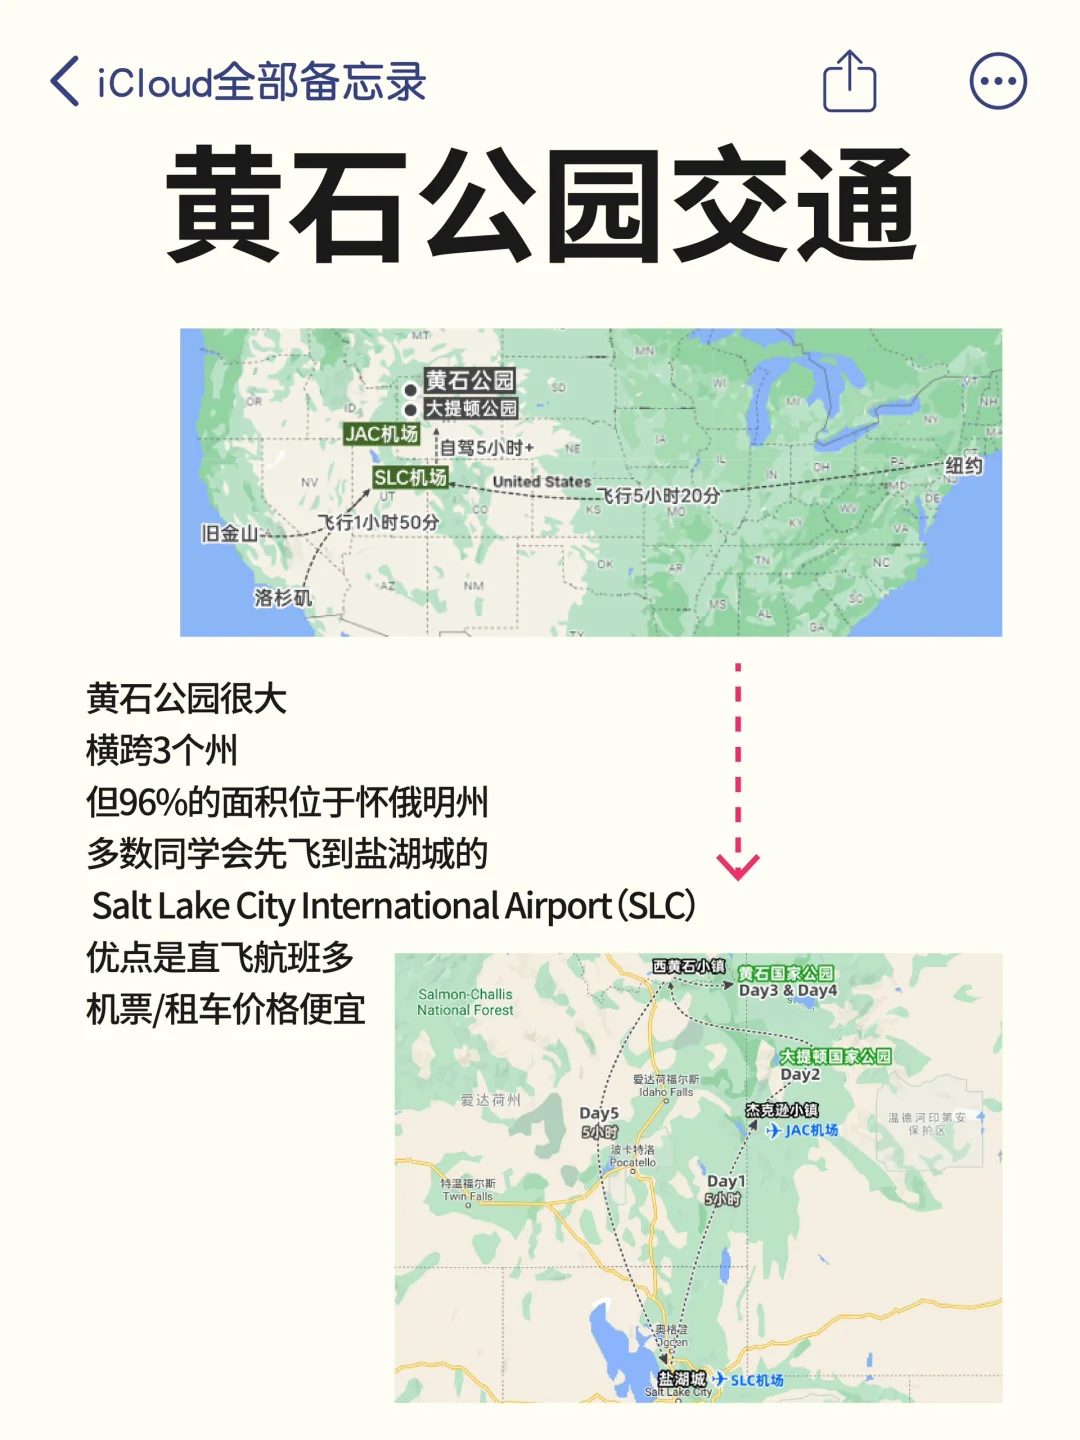 iCloud全部备忘录
黄石公园交通
MT
MN
OR
ID
黄石公园
大提顿公园
SD
WI
MI
VT
NH
NY
MA
JAC机场
自驾5小时+
NE
IA
IL
IN
OH
PA
CT
NJ
纽约
NV
SLC机场
UT
United States
飞行5小时20分
CO
KS
MO
KY
WV
MD
DE
VA
旧金山
飞行1小时50分
洛杉矶
AZ
NM
OK
AR
TN
NC
MS
AL
SC
GA
TX
黄石公园很大
横跨3个州
但96%的面积位于怀俄明州
多数同学会先飞到盐湖城的
Salt Lake City International Airport（SLC）
优点是直飞航班多
机票/租车价格便宜
西黄石小镇
黄石国家公园
Day3 & Day4
Salmon-Challis
National Forest
大提顿国家公园
Day2
爱达荷福尔斯
Idaho Falls
爱达荷州
杰克逊小镇
JAC机场
温德河印第安
保护区
Day5
5小时
波卡特洛
Pocatello
特温福尔斯
Twin Falls
Day1
5小时
奥格登
Ogden
盐湖城
SLC机场
Salt Lake City